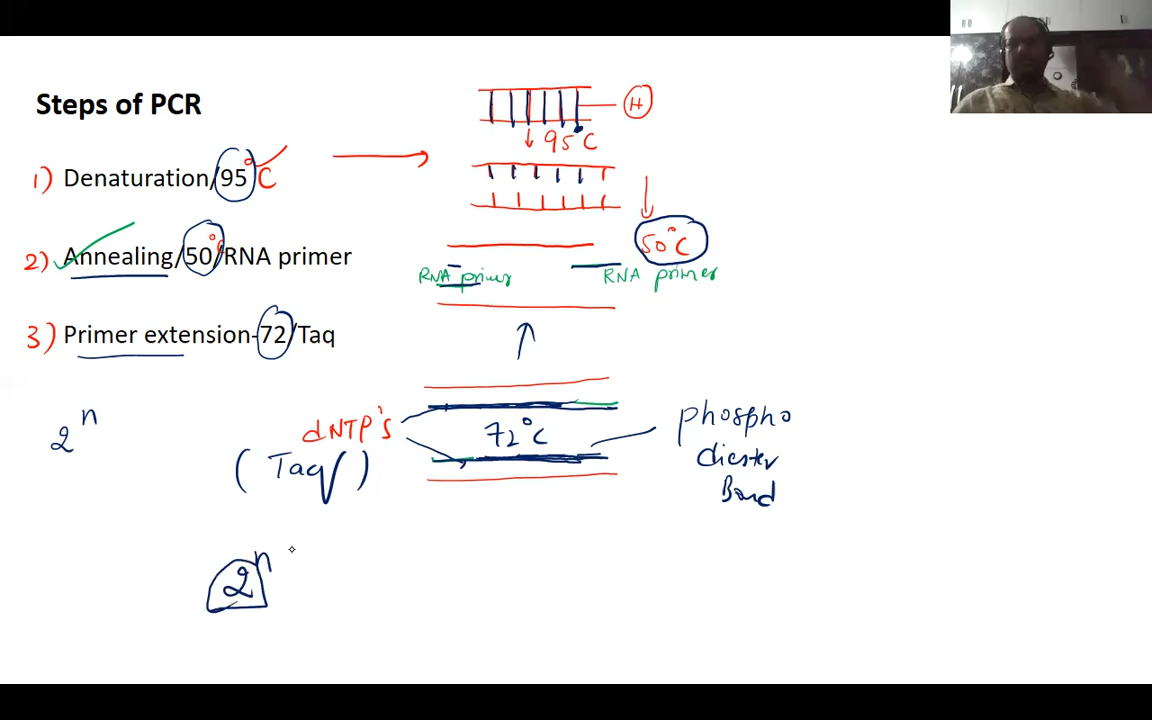 Steps of PCR
H
95°C
1) Denaturation/95°C
2) Annealing/50°C/RNA primer
50°C
RNA primer RNA primer
3) Primer extension-72/Taq
2^n
dNTP's
72°C
phospho
diester
Bond
(Taq)
2^n